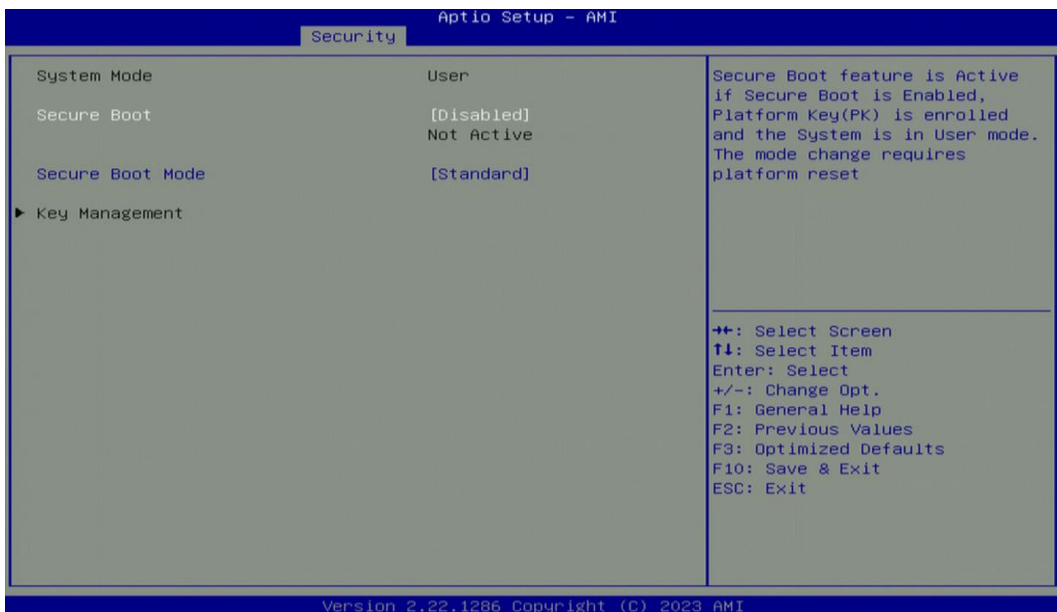 Aptio Setup – AMI
Security
System Mode User
Secure Boot [Disabled]
Not Active
Secure Boot Mode [Standard]
Key Management
Secure Boot feature is Active
if Secure Boot is Enabled,
Platform Key(PK) is enrolled
and the System is in User mode.
The mode change requires
platform reset
→←: Select Screen
↑↓: Select Item
Enter: Select
+/-: Change Opt.
F1: General Help
F2: Previous Values
F3: Optimized Defaults
F10: Save & Exit
ESC: Exit
Version 2.22.1286 Copyright (C) 2023 AMI